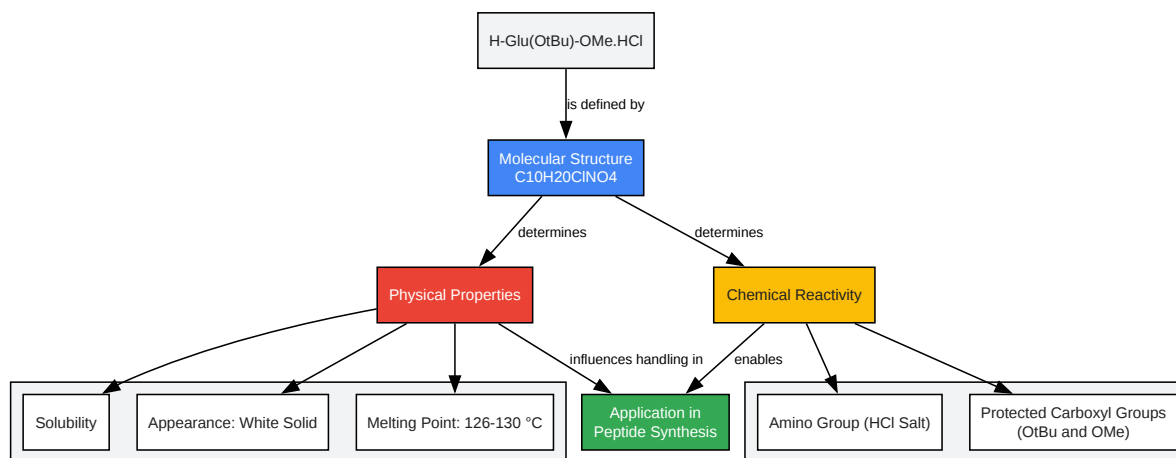 H-Glu(OtBu)-OMe.HCl
is defined by
Molecular Structure
C10H20ClNO4
determines
determines
Physical Properties
Chemical Reactivity
influences handling in
enables
Solubility
Appearance: White Solid
Melting Point: 126-130 °C
Application in
Peptide Synthesis
Amino Group (HCl Salt)
Protected Carboxyl Groups
(OtBu and OMe)